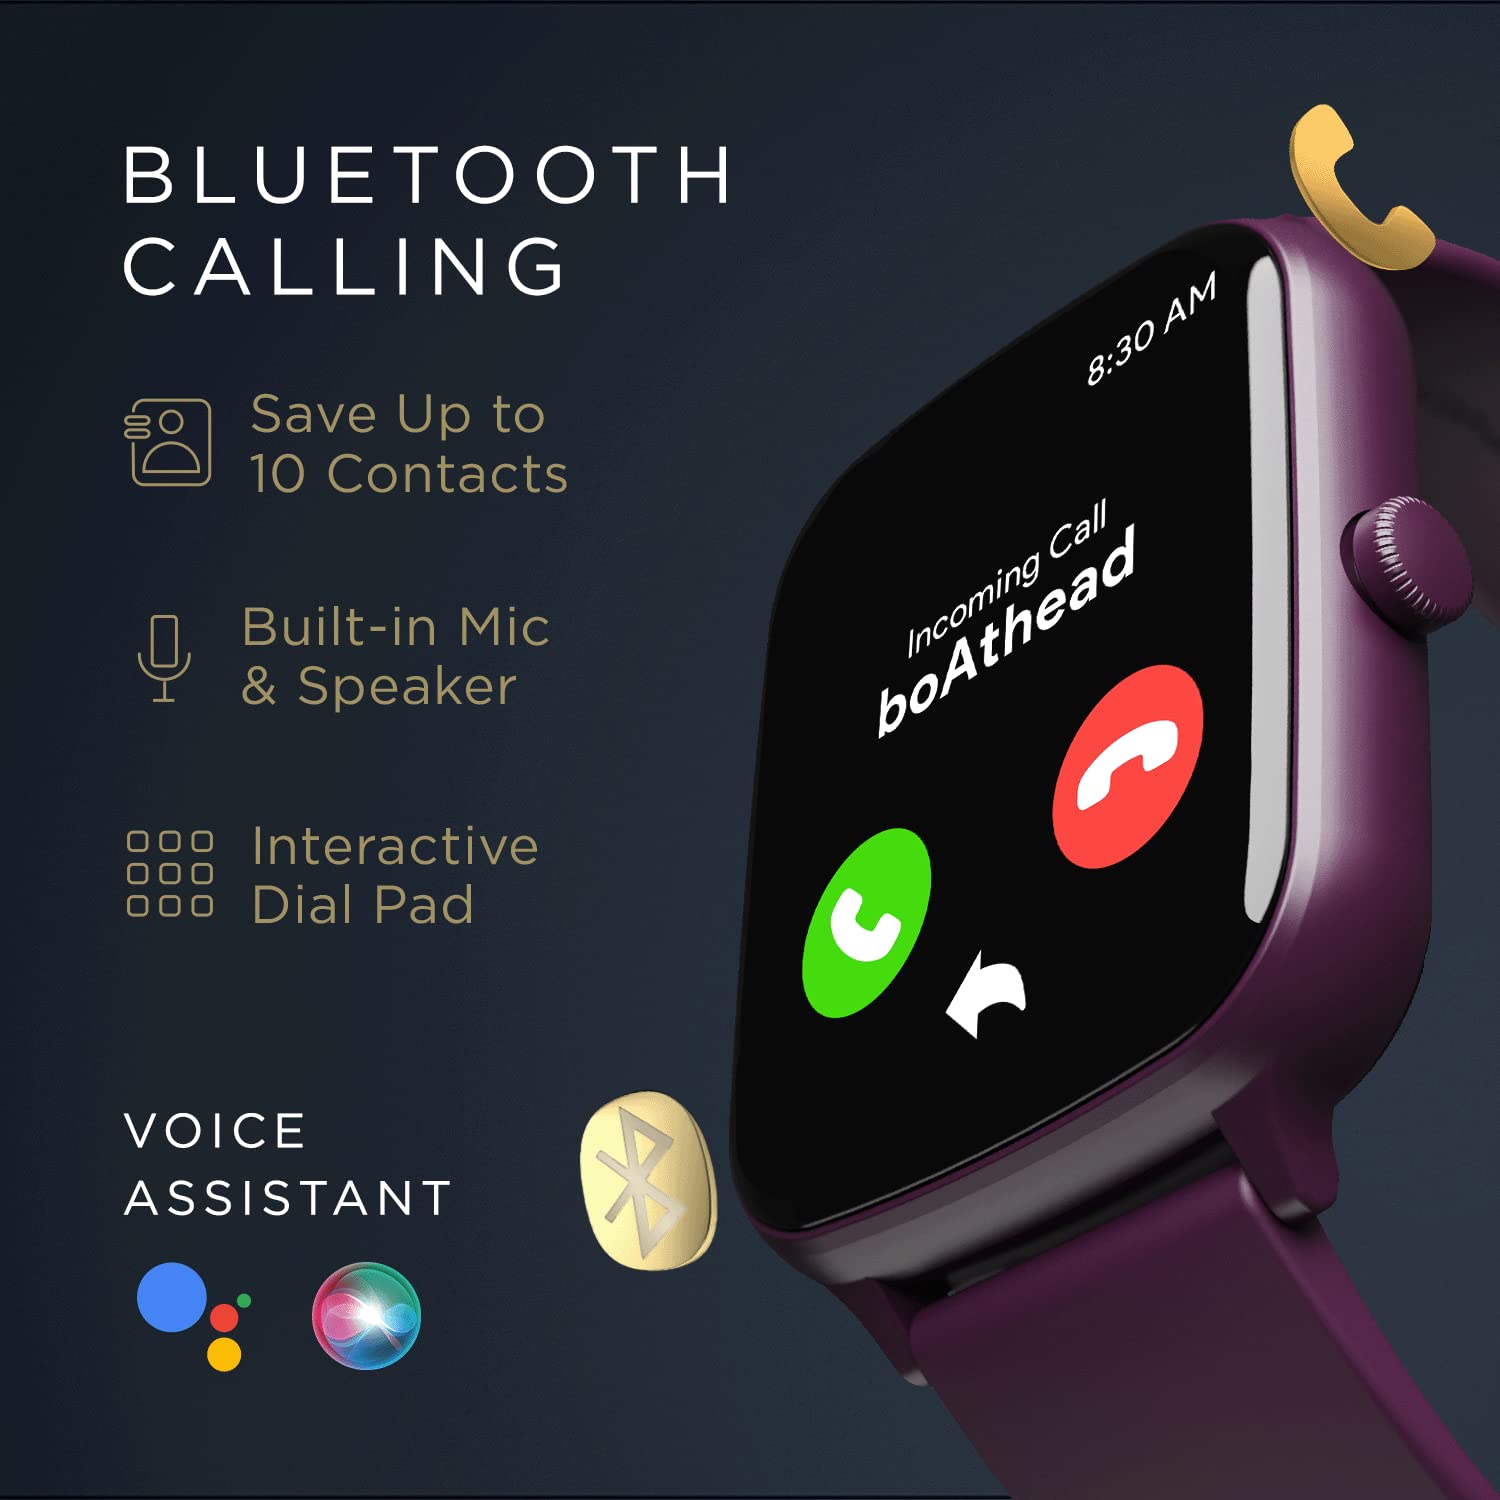 BLUETOOTH
CALLING
Save Up to
10 Contacts
Built-in Mic
& Speaker
Interactive
Dial Pad
VOICE
ASSISTANT
8:30 AM
Incoming Call
boAthead